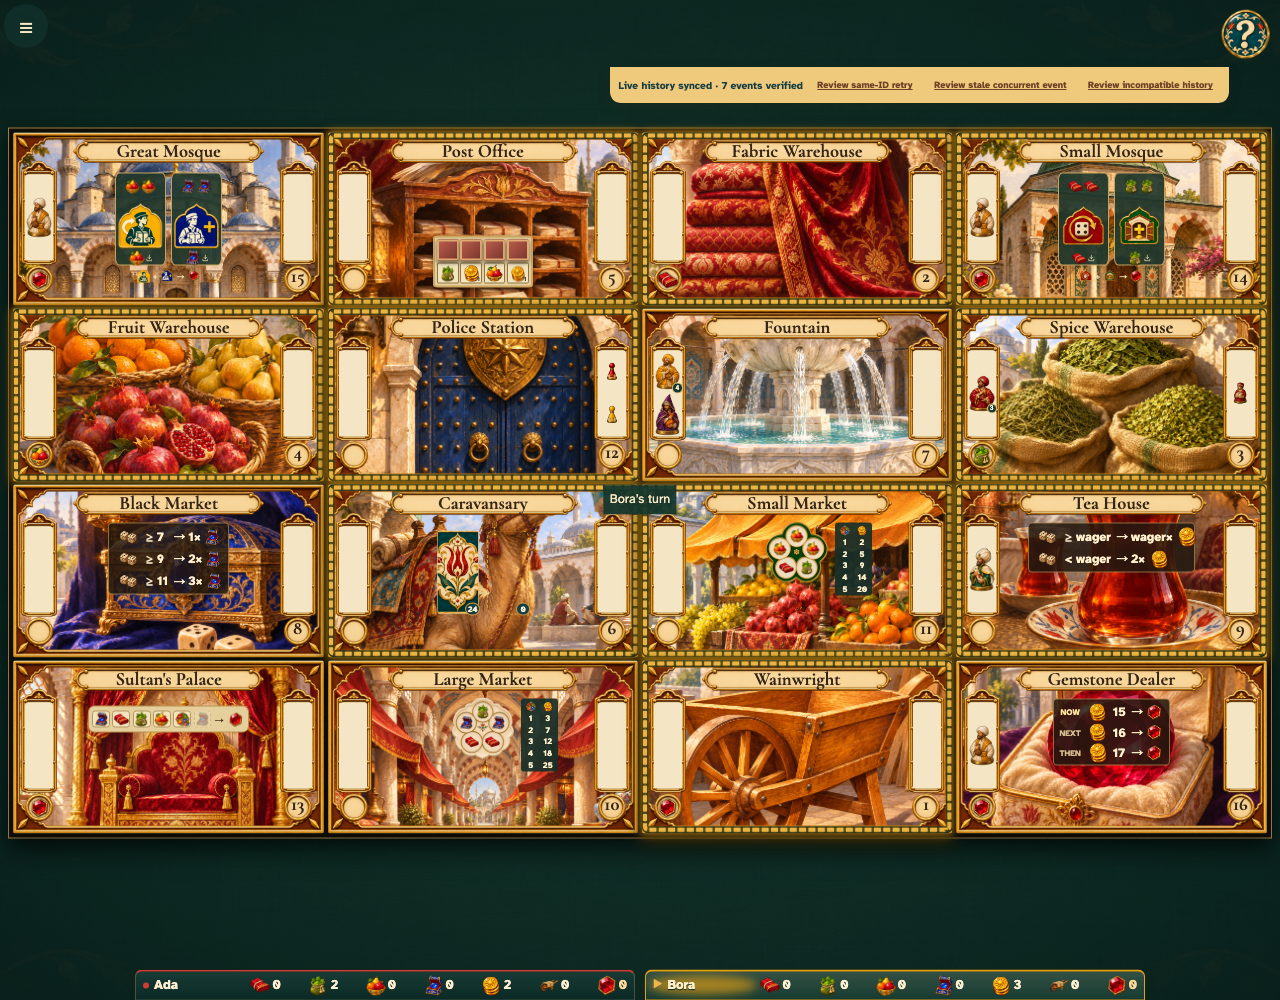 Live history synced · 7 events verified Review same-ID retry Review stale concurrent event Review incompatible history
Great Mosque
15
Post Office
5
Fabric Warehouse
2
Small Mosque
14
Fruit Warehouse
4
Police Station
12
Fountain
4
7
Spice Warehouse
3
3
Bora's turn
Black Market
≥ 7 → 1×
≥ 9 → 2×
≥ 11 → 3×
8
Caravansary
24
0
6
Small Market
1 2
2 5
3 9
4 14
5 20
11
Tea House
≥ wager → wager×
< wager → 2×
9
Sultan's Palace
→
13
Large Market
1 3
2 7
3 12
4 18
5 25
10
Wainwright
1
Gemstone Dealer
NOW 15 →
NEXT 16 →
THEN 17 →
16
Ada 0 2 0 0 2 0 0
Bora 0 0 0 0 3 0 0